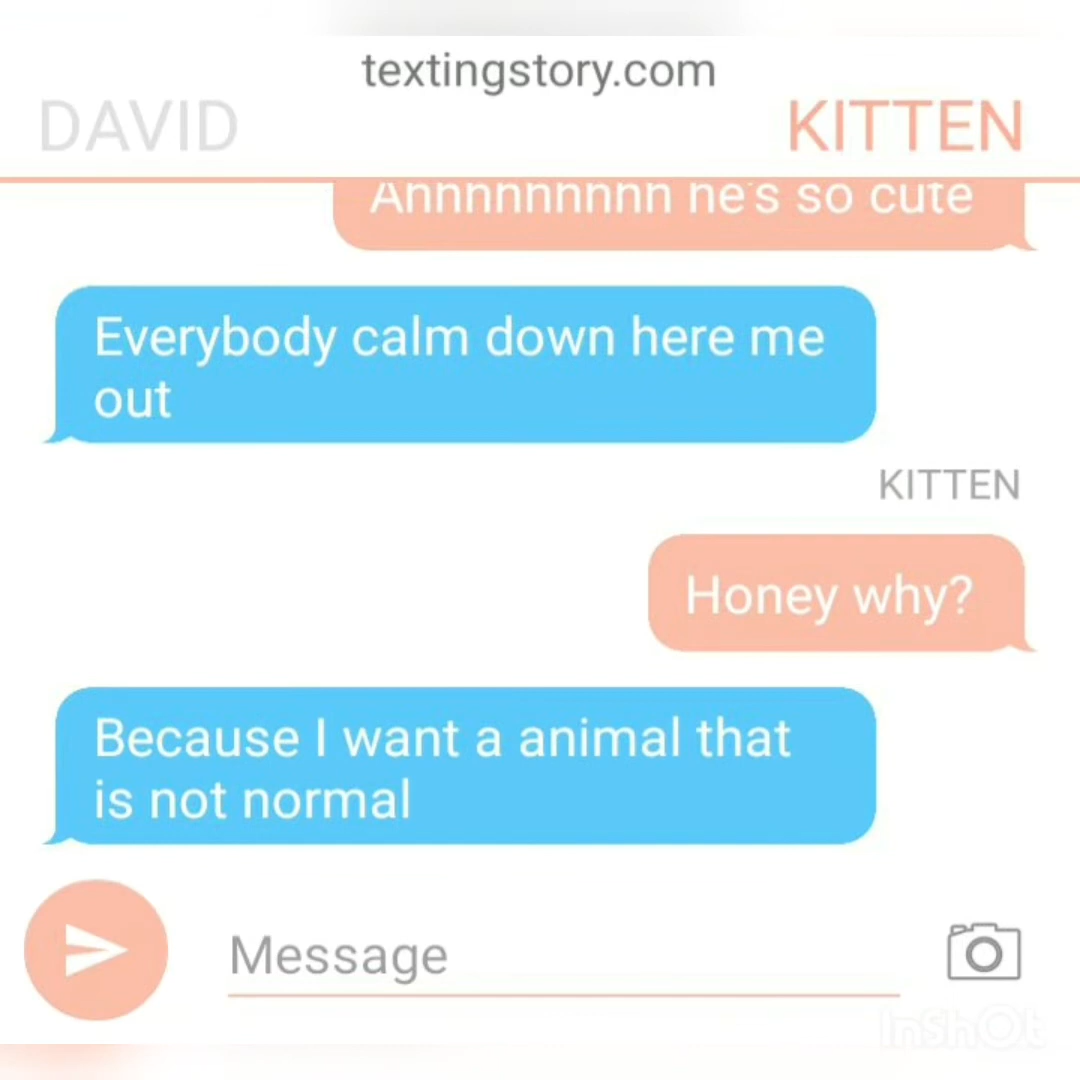 textingstory.com
DAVID KITTEN
Ahhhhhhhhh he's so cute
Everybody calm down here me
out
KITTEN
Honey why?
Because I want a animal that
is not normal
Message
InShOt